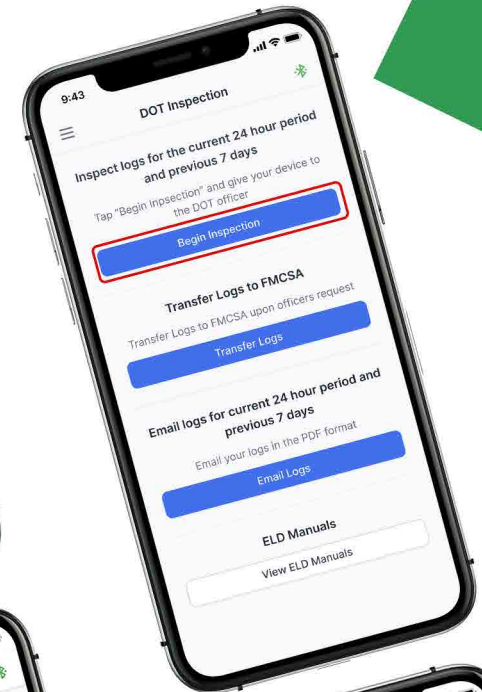 9:43
DOT Inspection
Inspect logs for the current 24 hour period
and previous 7 days
Tap "Begin Inpsection" and give your device to
the DOT officer
Begin Inspection
Transfer Logs to FMCSA
Transfer Logs to FMCSA upon officers request
Transfer Logs
Email logs for current 24 hour period and
previous 7 days
Email your logs in the PDF format
Email Logs
ELD Manuals
View ELD Manuals